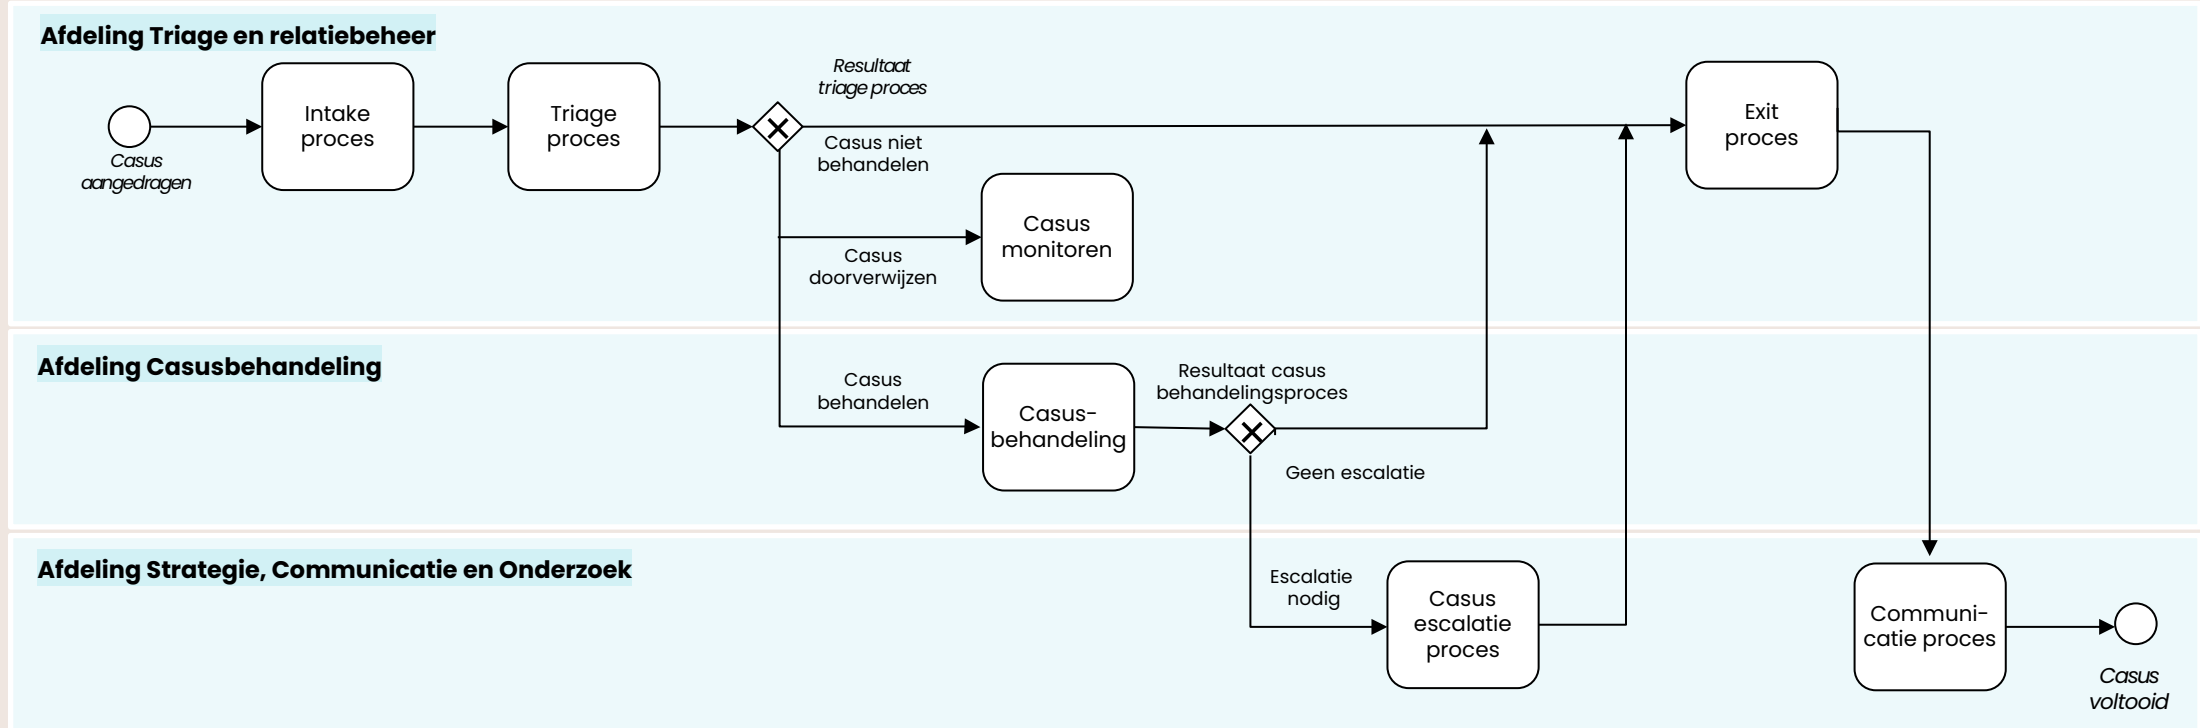 Afdeling Triage en relatiebeheer
Casus
aangedragen
Intake
proces
Triage
proces
Resultaat
triage proces
Casus niet
behandelen
Casus
doorverwijzen
Casus
monitoren
Exit
proces
Afdeling Casusbehandeling
Casus
behandelen
Casus-
behandeling
Resultaat casus
behandelingsproces
Geen escalatie
Afdeling Strategie, Communicatie en Onderzoek
Escalatie
nodig
Casus
escalatie
proces
Communi-
catie proces
Casus
voltooid